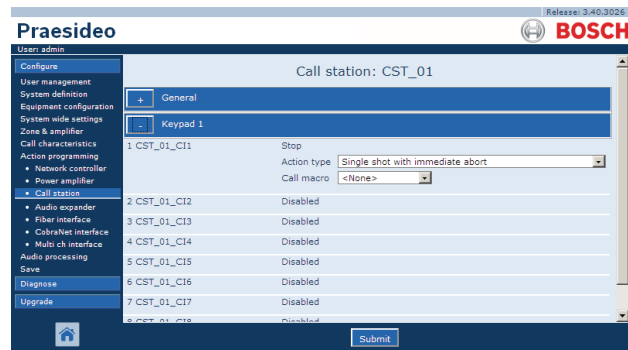 Release: 3.40.3026
Praesideo
BOSCH
User: admin
Configure
User management
System definition
Equipment configuration
System wide settings
Zone & amplifier
Call characteristics
Action programming
• Network controller
• Power amplifier
• Call station
• Audio expander
• Fiber interface
• CobraNet interface
• Multi ch interface
Audio processing
Save
Diagnose
Upgrade
Call station: CST_01
+ General
- Keypad 1
1 CST_01_CI1 Stop
Action type Single shot with immediate abort
Call macro <None>
2 CST_01_CI2 Disabled
3 CST_01_CI3 Disabled
4 CST_01_CI4 Disabled
5 CST_01_CI5 Disabled
6 CST_01_CI6 Disabled
7 CST_01_CI7 Disabled
8 CST_01_CI8 Disabled
Submit